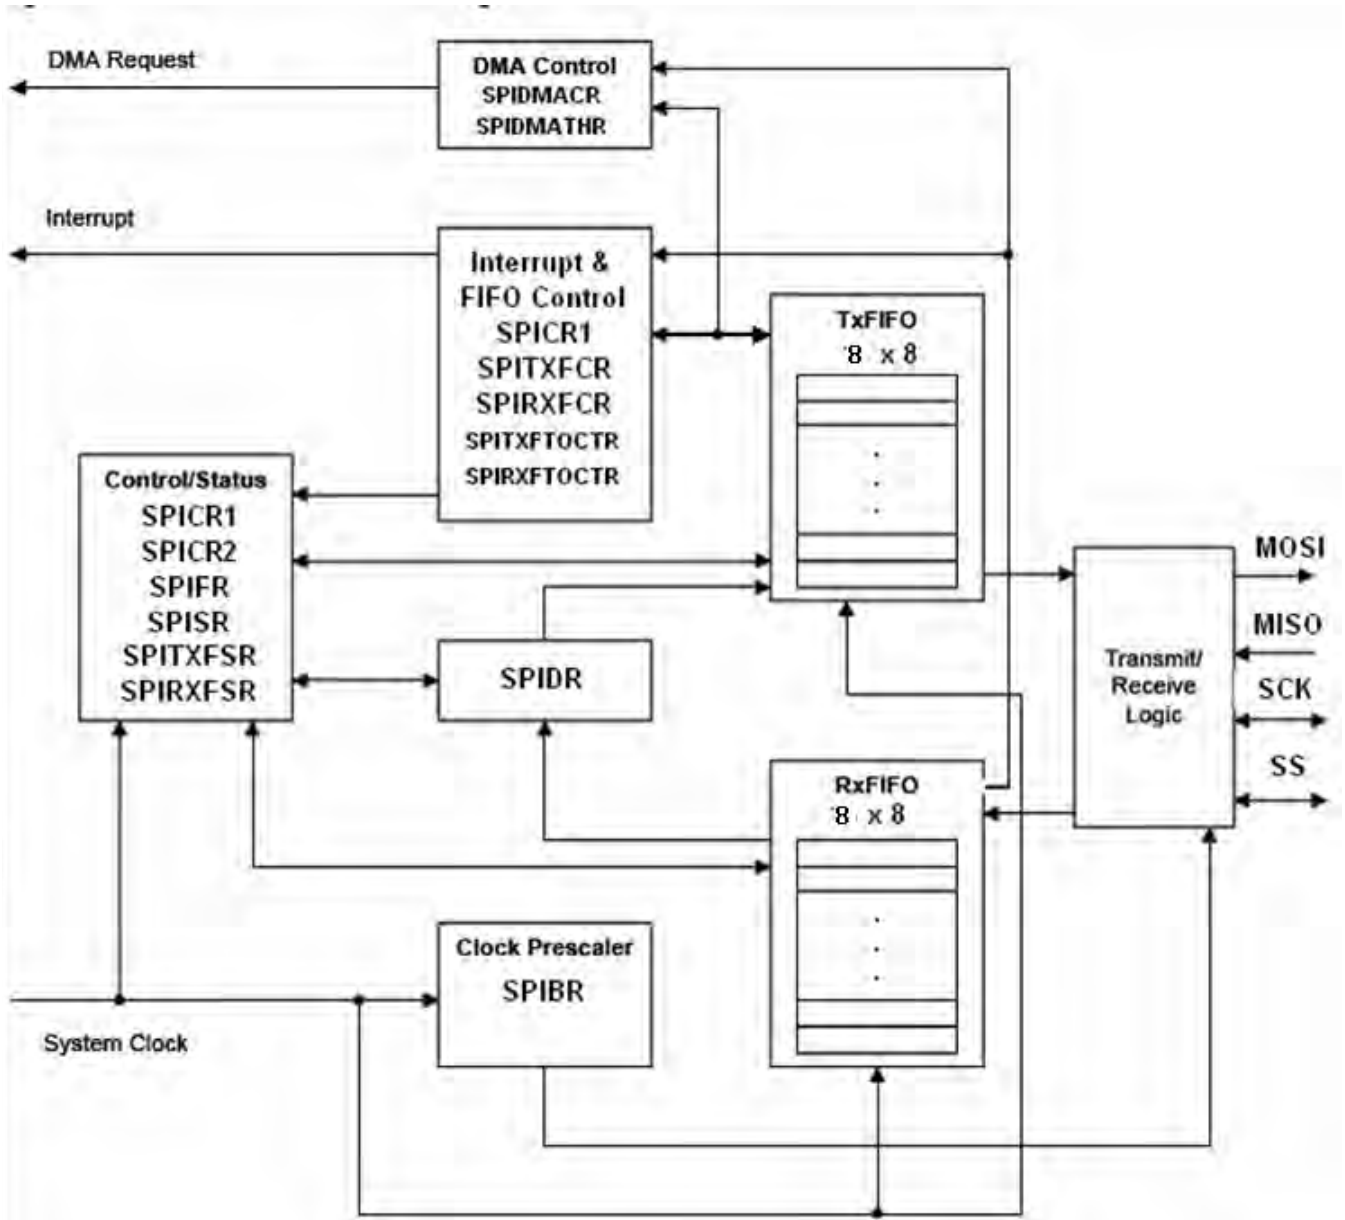 DMA Request
DMA Control
SPIDMACR
SPIDMATHR
Interrupt
Interrupt &
FIFO Control
SPICR1
SPITXFCR
SPIRXFCR
SPITXFTOCTR
SPIRXFTOCTR
TxFIFO
8 x 8
Control/Status
SPICR1
SPICR2
SPIFR
SPISR
SPITXFSR
SPIRXFSR
SPIDR
Transmit/
Receive
Logic
MOSI
MISO
SCK
SS
RxFIFO
8 x 8
Clock Prescaler
SPIBR
System Clock